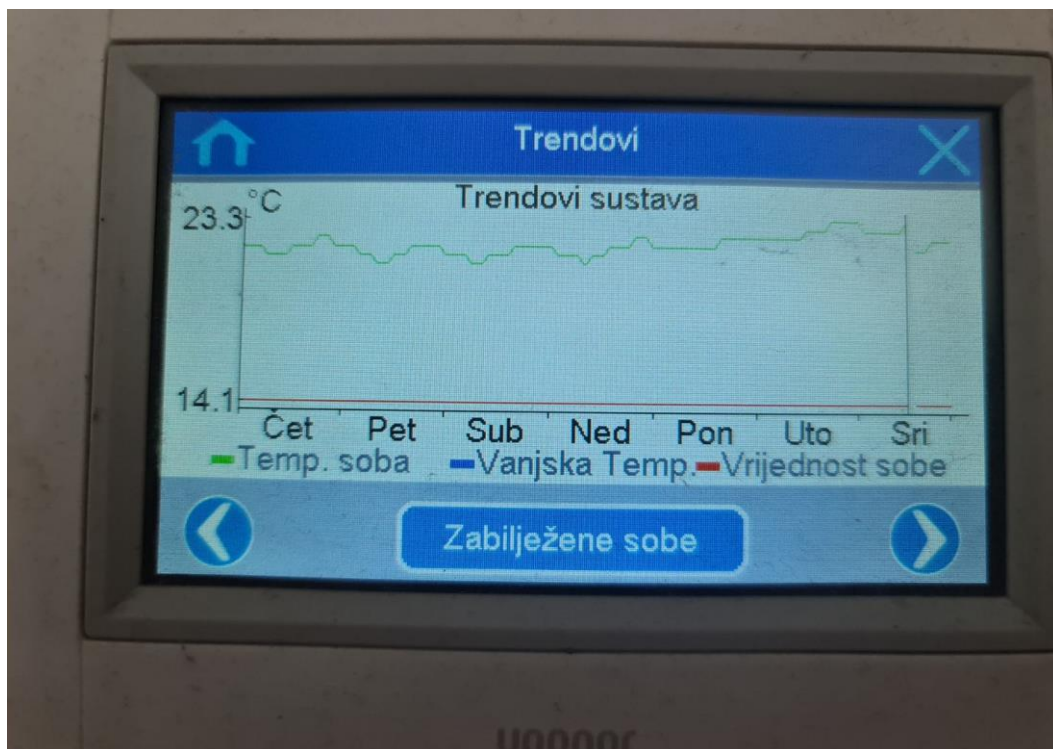 Trendovi
°C
Trendovi sustava
23.3
14.1
Čet Pet Sub Ned Pon Uto Sri
Temp. soba Vanjska Temp. Vrijednost sobe
Zabilježene sobe